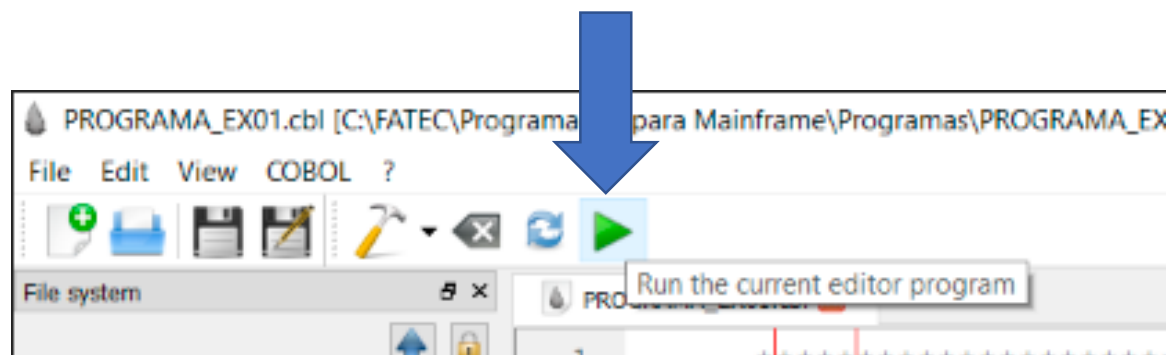 PROGRAMA_EX01.cbl [C:\FATEC\Programa para Mainframe\Programas\PROGRAMA_EX
File Edit View COBOL ?
Run the current editor program
File system
1